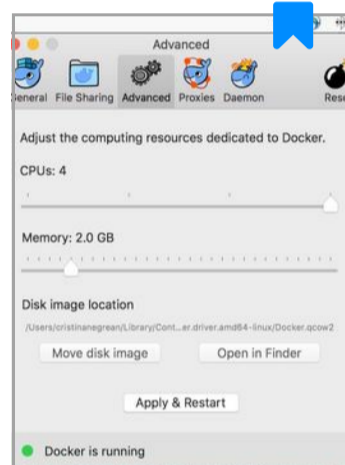 Advanced
General File Sharing Advanced Proxies Daemon Rese
Adjust the computing resources dedicated to Docker.
CPUs: 4
Memory: 2.0 GB
Disk image location
/Users/cristinanegrean/Library/Cont...er.driver.amd64-linux/Docker.qcow2
Move disk image Open in Finder
Apply & Restart
Docker is running